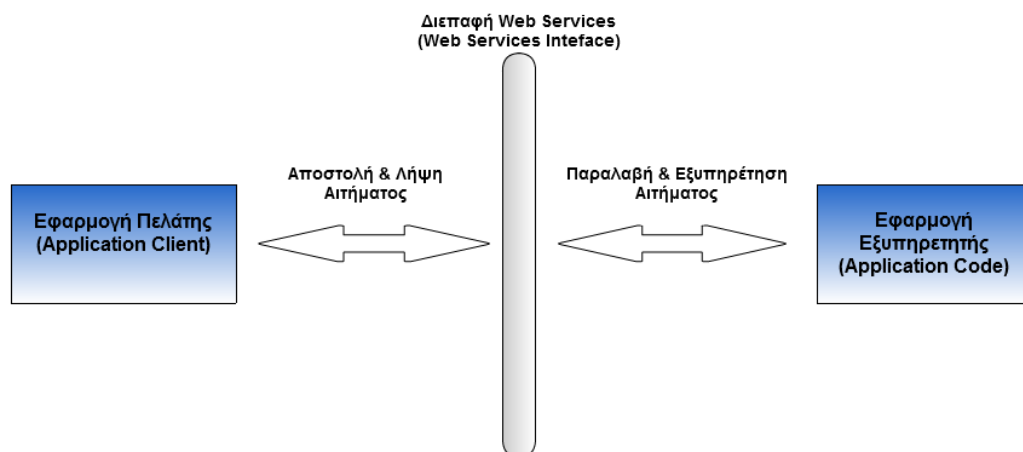 Διεπαφή Web Services
(Web Services Inteface)
Αποστολή & Λήψη
Αιτήματος
Παραλαβή & Εξυπηρέτηση
Αιτήματος
Εφαρμογή Πελάτης
(Application Client)
Εφαρμογή
Εξυπηρετητής
(Application Code)